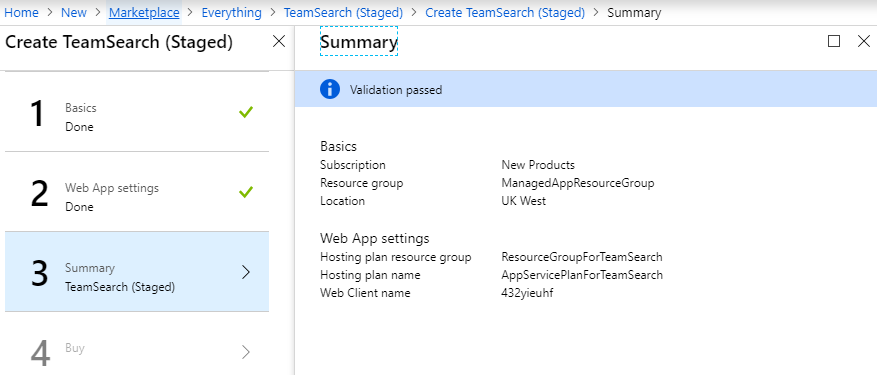 Home > New > Marketplace > Everything > TeamSearch (Staged) > Create TeamSearch (Staged) > Summary
Create TeamSearch (Staged)
Summary
1
Basics
Done
2
Web App settings
Done
3
Summary
TeamSearch (Staged)
4
Buy
Validation passed
Basics
Subscription New Products
Resource group ManagedAppResourceGroup
Location UK West
Web App settings
Hosting plan resource group ResourceGroupForTeamSearch
Hosting plan name AppServicePlanForTeamSearch
Web Client name 432yieuhf